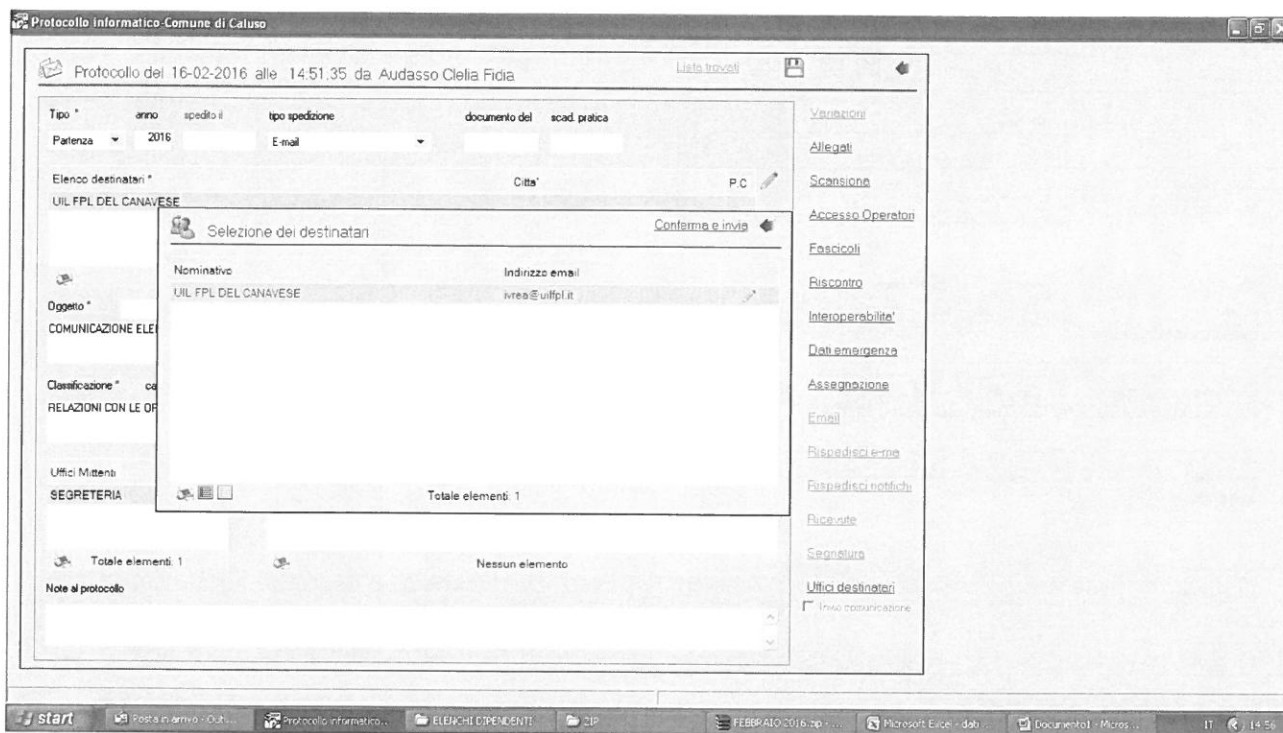 Protocollo informatico-Comune di Caluso
Protocollo del 16-02-2016 alle 14:51.35 da Audasso Clelia Fidia
Lista trovati
Tipo * anno spedito il tipo spedizione documento del scad. pratica
Partenza 2016 E-mail
Elenco destinatari * Citta' P.C
UIL FPL DEL CANAVESE
Selezione dei destinatari Conferma e invia
Nominativo Indirizzo email
UIL FPL DEL CANAVESE ivrea@uilfpl.it
Totale elementi: 1
Oggetto *
COMUNICAZIONE ELE
Classificazione * ca
RELAZIONI CON LE OF
Uffici Mittenti
SEGRETERIA
Totale elementi: 1 Nessun elemento
Note al protocollo
Variazioni
Allegati
Scansione
Accesso Operatori
Fascicoli
Riscontro
Interoperabilita'
Dati emergenza
Assegnazione
Email
Rispedisci e-ma
Rispedisci notifich
Ricevute
Segnatura
Uffici destinatari
Invio comunicazione
start Posta in arrivo - Outl... Protocollo informatico... ELENCHI DIPENDENTI ZIP FEBBRAIO 2016.zip - ... Microsoft Excel - dati ... Documento1 - Micros... IT 14.56